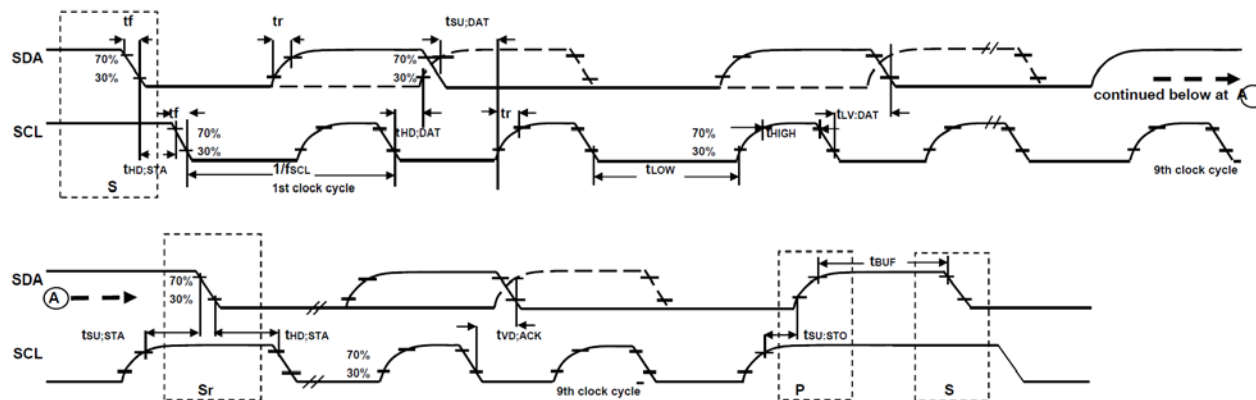 tf
tr
tSU;DAT
SDA
70%
30%
70%
30%
continued below at A
SCL
tf
70%
30%
tHD;DAT
tr
70%
30%
tHIGH
tLV:DAT
tHD;STA
S
1/fSCL
1st clock cycle
tLOW
9th clock cycle
SDA
70%
30%
A
tBUF
tSU;STA
tHD;STA
tVD;ACK
tSU:STO
SCL
70%
30%
Sr
9th clock cycle
P
S